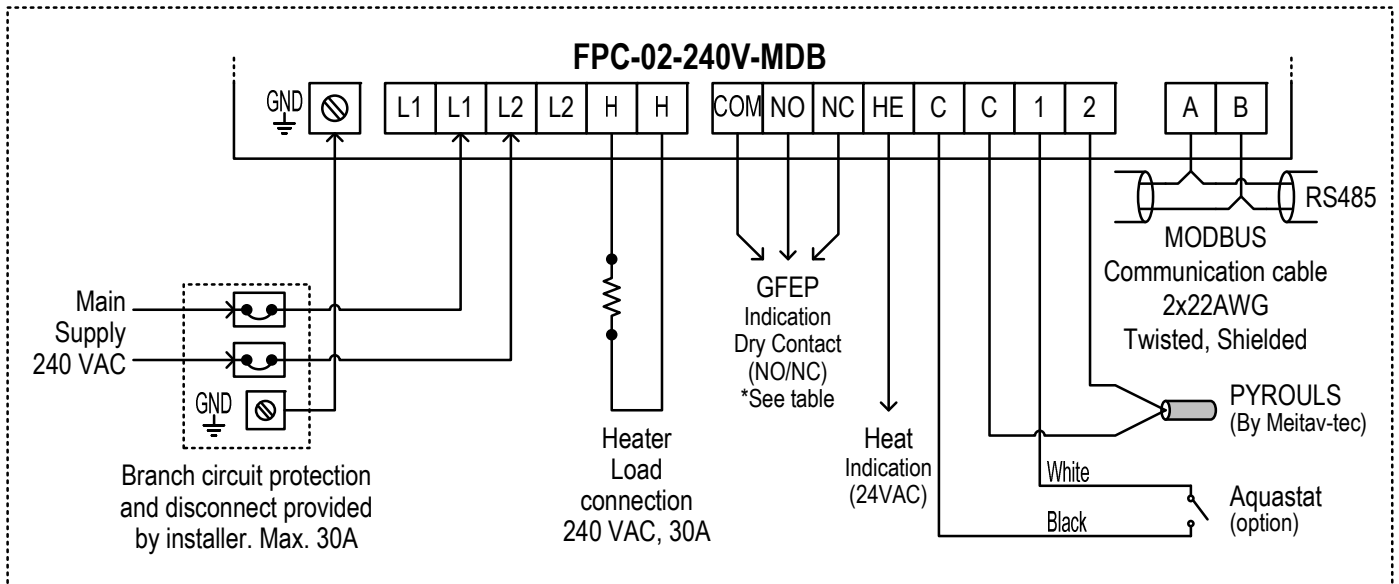 FPC-02-240V-MDB
GND
L1 L1 L2 L2 H H COM NO NC HE C C 1 2 A B
RS485
MODBUS
Communication cable
2x22AWG
Twisted, Shielded
Main
Supply
240 VAC
GND
Branch circuit protection
and disconnect provided
by installer. Max. 30A
Heater
Load
connection
240 VAC, 30A
GFEP
Indication
Dry Contact
(NO/NC)
*See table
Heat
Indication
(24VAC)
PYROULS
(By Meitav-tec)
White
Black
Aquastat
(option)